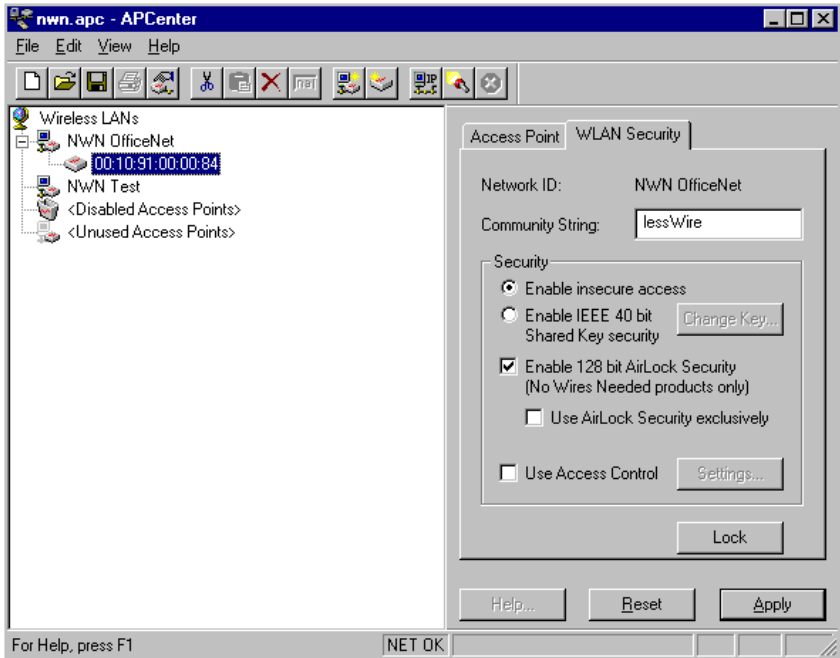 nwn.apc - APCenter
File Edit View Help
Wireless LANs
NWN OfficeNet
00:10:91:00:00:84
NWN Test
<Disabled Access Points>
<Unused Access Points>
Access Point WLAN Security
Network ID: NWN OfficeNet
Community String: lessWire
Security
Enable insecure access
Enable IEEE 40 bit
Shared Key security
Change Key...
Enable 128 bit AirLock Security
(No Wires Needed products only)
Use AirLock Security exclusively
Use Access Control Settings...
Lock
Help... Reset Apply
For Help, press F1 NET OK